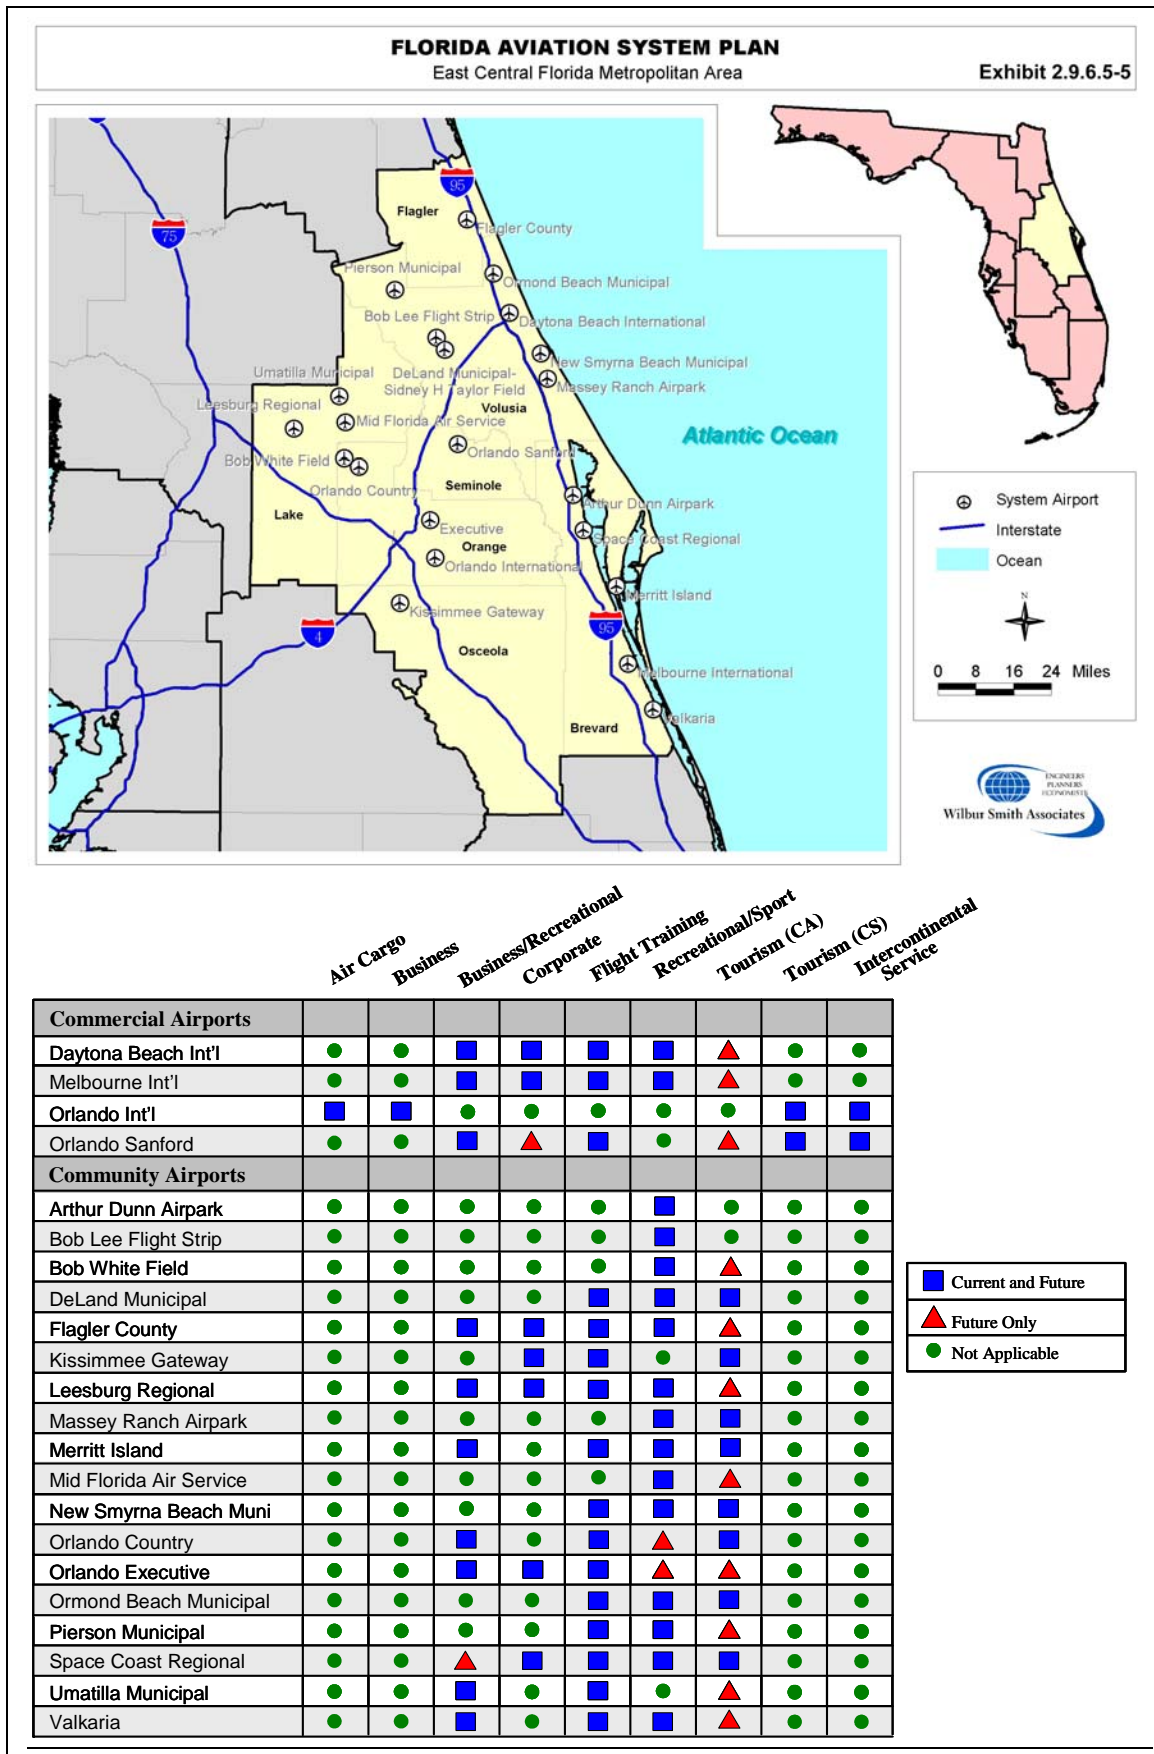 FLORIDA AVIATION SYSTEM PLAN
East Central Florida Metropolitan Area
Exhibit 2.9.6.5-5
95
Flagler
Flagler County
75
Pierson Municipal
Ormond Beach Municipal
Bob Lee Flight Strip
Daytona Beach International
New Smyrna Beach Municipal
Umatilla Municipal
DeLand Municipal-
Sidney H Taylor Field
Massey Ranch Airpark
Leesburg Regional
Volusia
Mid Florida Air Service
Atlantic Ocean
Bob White Field
Orlando Sanford
Orlando Country
Seminole
Lake
Arthur Dunn Airpark
Executive
Space Coast Regional
Orange
Orlando International
Merritt Island
Kissimmee Gateway
4
95
Osceola
Melbourne International
Valkaria
Brevard
System Airport
Interstate
Ocean
N
0 8 16 24 Miles
ENGINEERS
PLANNERS
ECONOMISTS
Wilbur Smith Associates
Air Cargo
Business
Business/Recreational
Corporate
Flight Training
Recreational/Sport
Tourism (CA)
Tourism (CS)
Intercontinental
Service
Commercial Airports
Daytona Beach Int'l
Melbourne Int'l
Orlando Int'l
Orlando Sanford
Community Airports
Arthur Dunn Airpark
Bob Lee Flight Strip
Bob White Field
DeLand Municipal
Flagler County
Kissimmee Gateway
Leesburg Regional
Massey Ranch Airpark
Merritt Island
Mid Florida Air Service
New Smyrna Beach Muni
Orlando Country
Orlando Executive
Ormond Beach Municipal
Pierson Municipal
Space Coast Regional
Umatilla Municipal
Valkaria
Current and Future
Future Only
Not Applicable